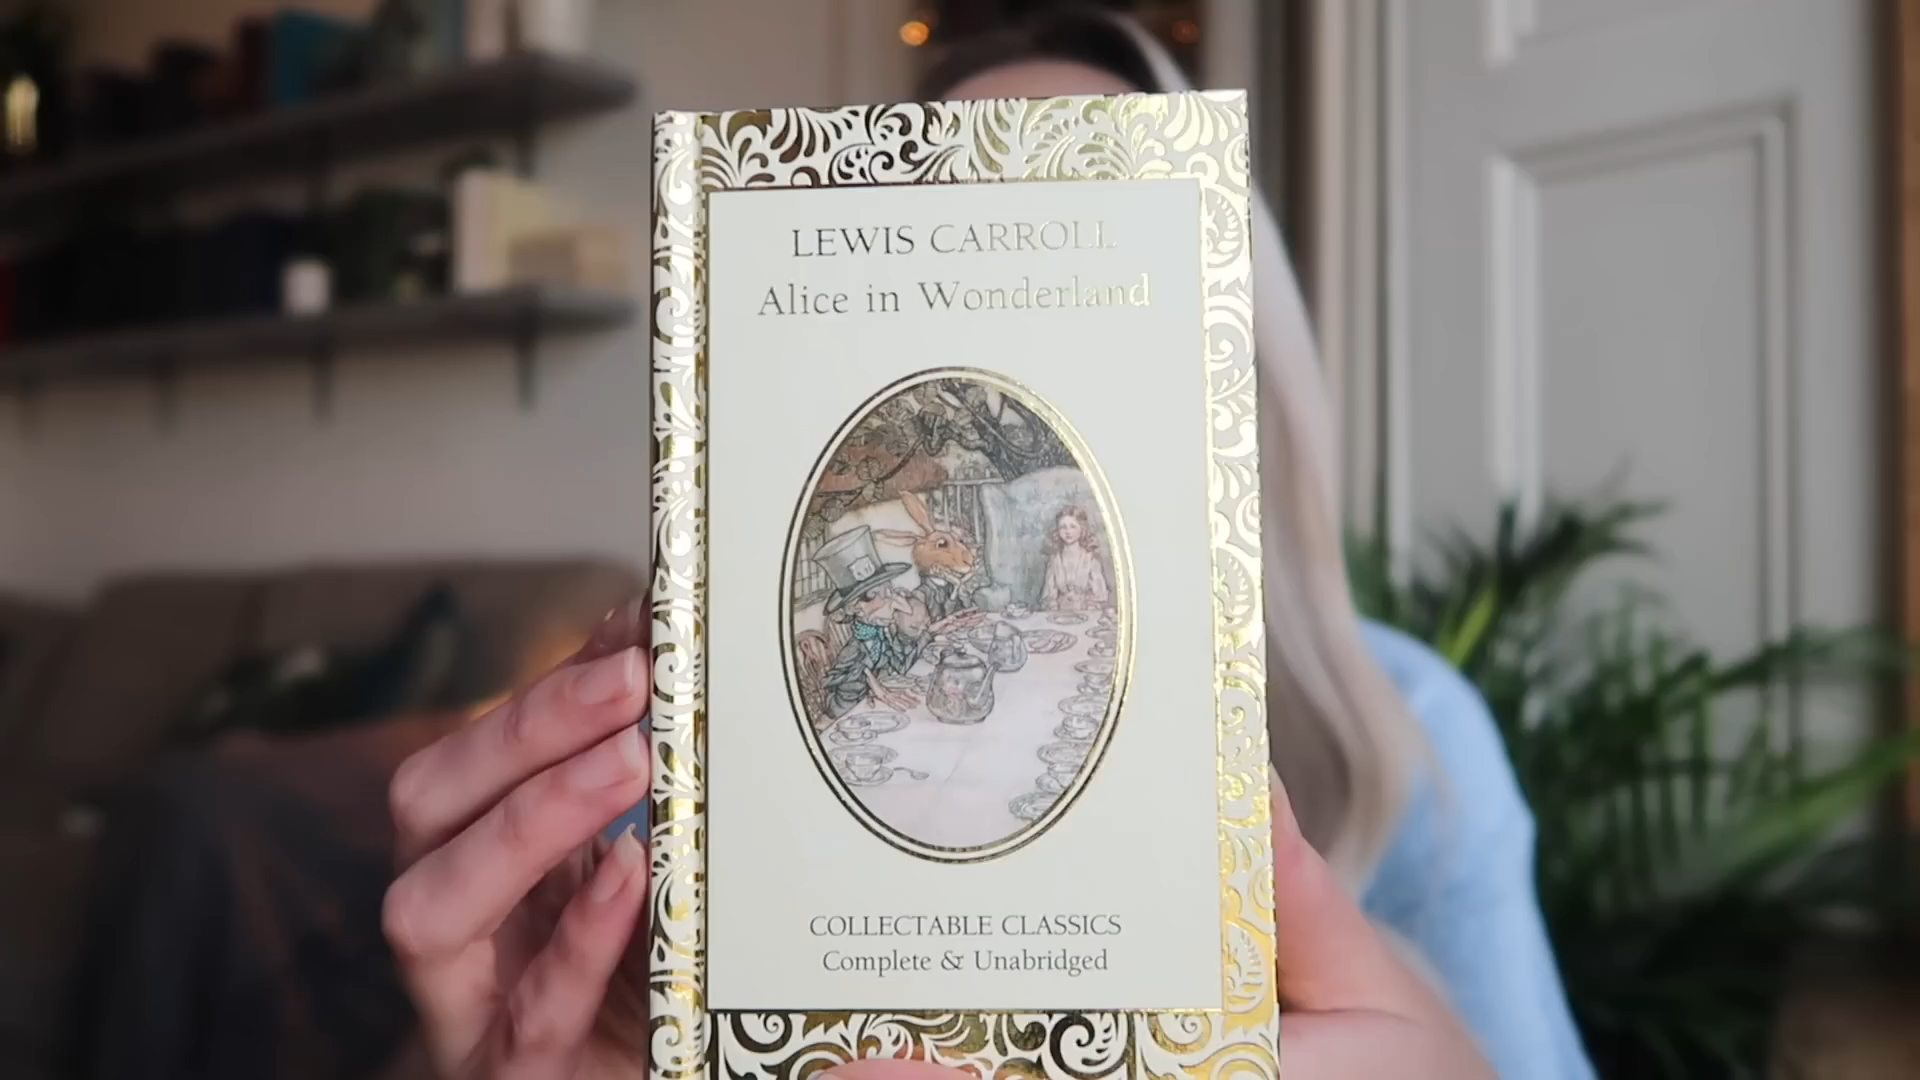 LEWIS CARROLL
Alice in Wonderland
COLLECTABLE CLASSICS
Complete & Unabridged